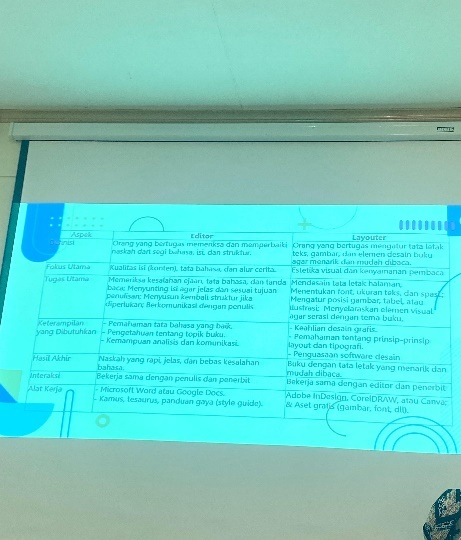 Aspek Editor Layouter
Definisi Orang yang bertugas memeriksa dan memperbaiki Orang yang bertugas mengatur tata letak
naskah dari segi bahasa, isi, dan struktur. teks, gambar, dan elemen desain buku
agar menarik dan mudah dibaca.
Fokus Utama Kualitas isi (konten), tata bahasa, dan alur cerita. Estetika visual dan kenyamanan pembaca
Tugas Utama Memeriksa kesalahan ejaan, tata bahasa, dan tanda Mendesain tata letak halaman;
baca; Menyunting isi agar jelas dan sesuai tujuan Menentukan font, ukuran teks, dan spasi;
penulisan; Menyusun kembali struktur jika Mengatur posisi gambar, tabel, atau
diperlukan; Berkomunikasi dengan penulis ilustrasi; Menyelaraskan elemen visual
agar serasi dengan tema buku.
Keterampilan - Pemahaman tata bahasa yang baik. - Keahlian desain grafis.
yang Dibutuhkan - Pengetahuan tentang topik buku. - Pemahaman tentang prinsip-prinsip
- Kemampuan analisis dan komunikasi. layout dan tipografi.
- Penguasaan software desain
Hasil Akhir Naskah yang rapi, jelas, dan bebas kesalahan Buku dengan tata letak yang menarik dan
bahasa. mudah dibaca.
Interaksi Bekerja sama dengan penulis dan penerbit Bekerja sama dengan editor dan penerbit
Alat Kerja - Microsoft Word atau Google Docs, Adobe InDesign, CorelDRAW, atau Canva;
- Kamus, tesaurus, panduan gaya (style guide). & Aset gratis (gambar, font, dll).